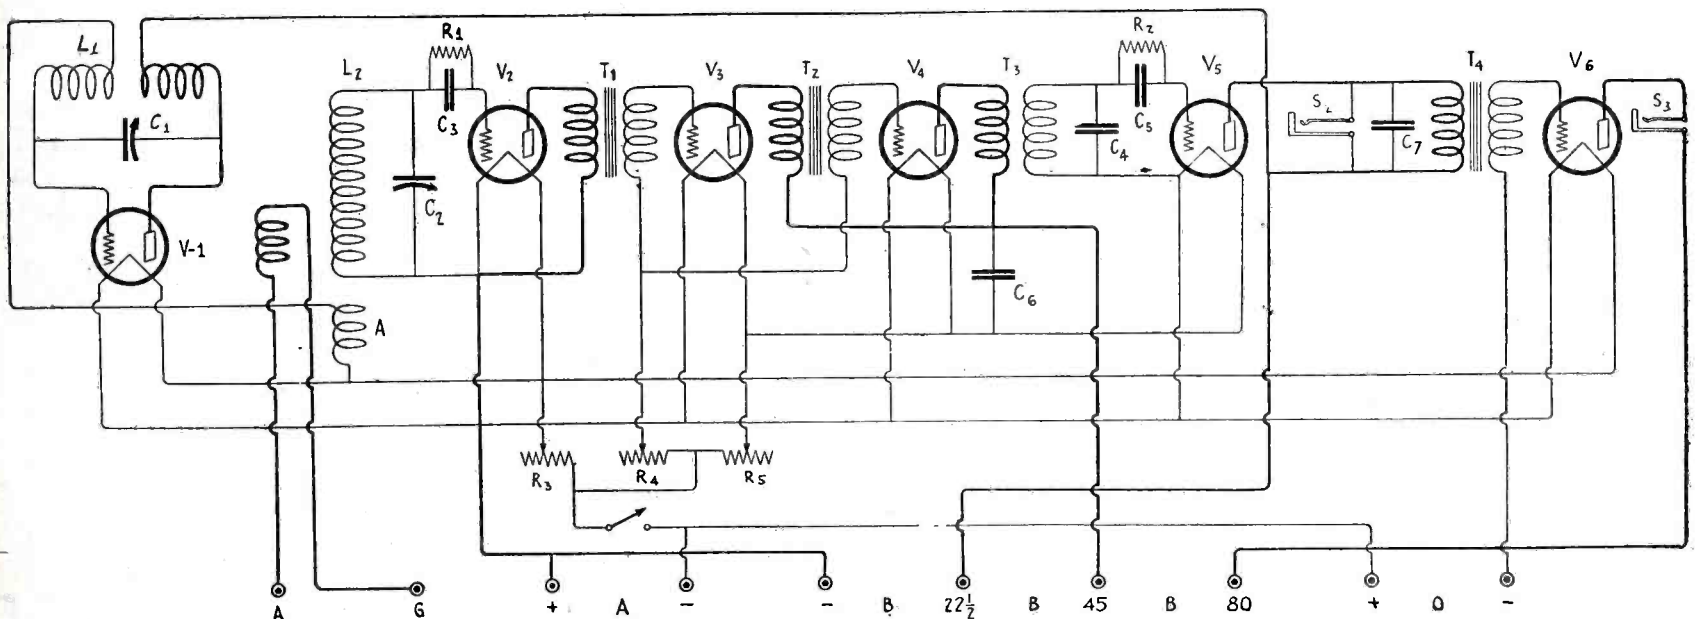 L1
C1
V-1
A
L2
R1
C3
C2
V2
T1
V3
T2
V4
T3
C6
R2
C5
C4
V5
S2
C7
T4
V6
S3
R3
R4
R5
A G + A - - B 22½ B 45 B 80 + O -